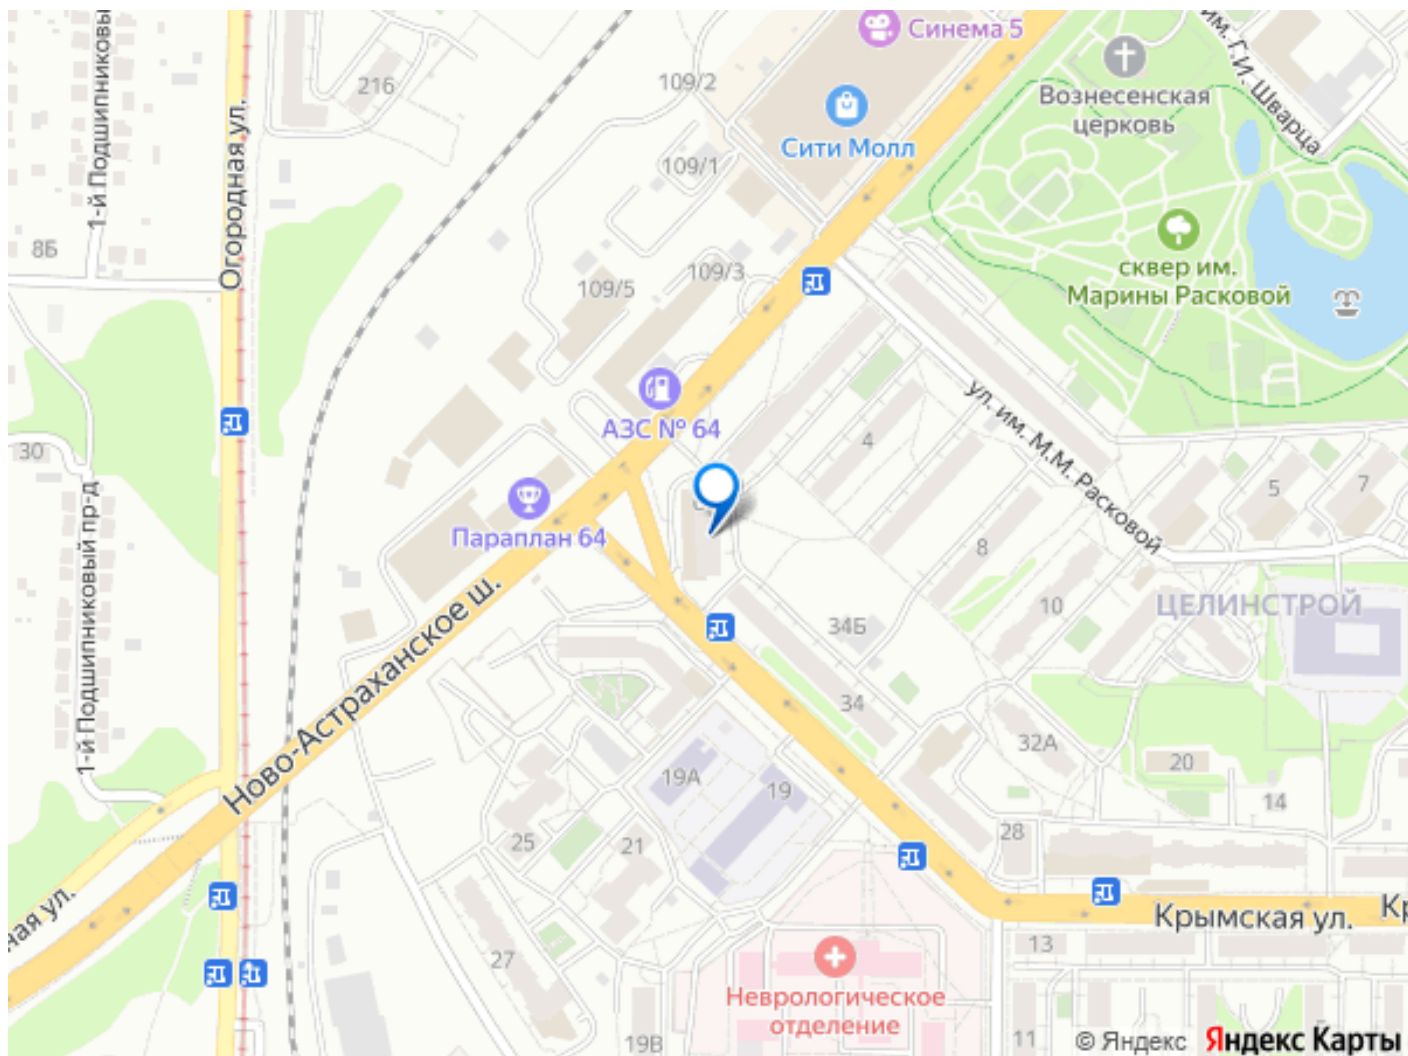 Синема 5
им. Г.И. Шварца
1-й Подшипниковы
216
109/2
Вознесенская
церковь
Огородная ул.
Сити Молл
109/1
8Б
109/3
109/5
сквер им.
Марины Расковой
АЗС № 64
ул. им. М.М. Расковой
4
30
5
7
1-й Подшипниковый пр-д
Параплан 64
8
Ново-Астраханское ш.
10
ЦЕЛИНСТРОЙ
34Б
34
32А
20
19А
19
14
25
21
28
ная ул.
Крымская ул.
Кр
13
27
Неврологическое
отделение
19В
11
© Яндекс Яндекс Карты